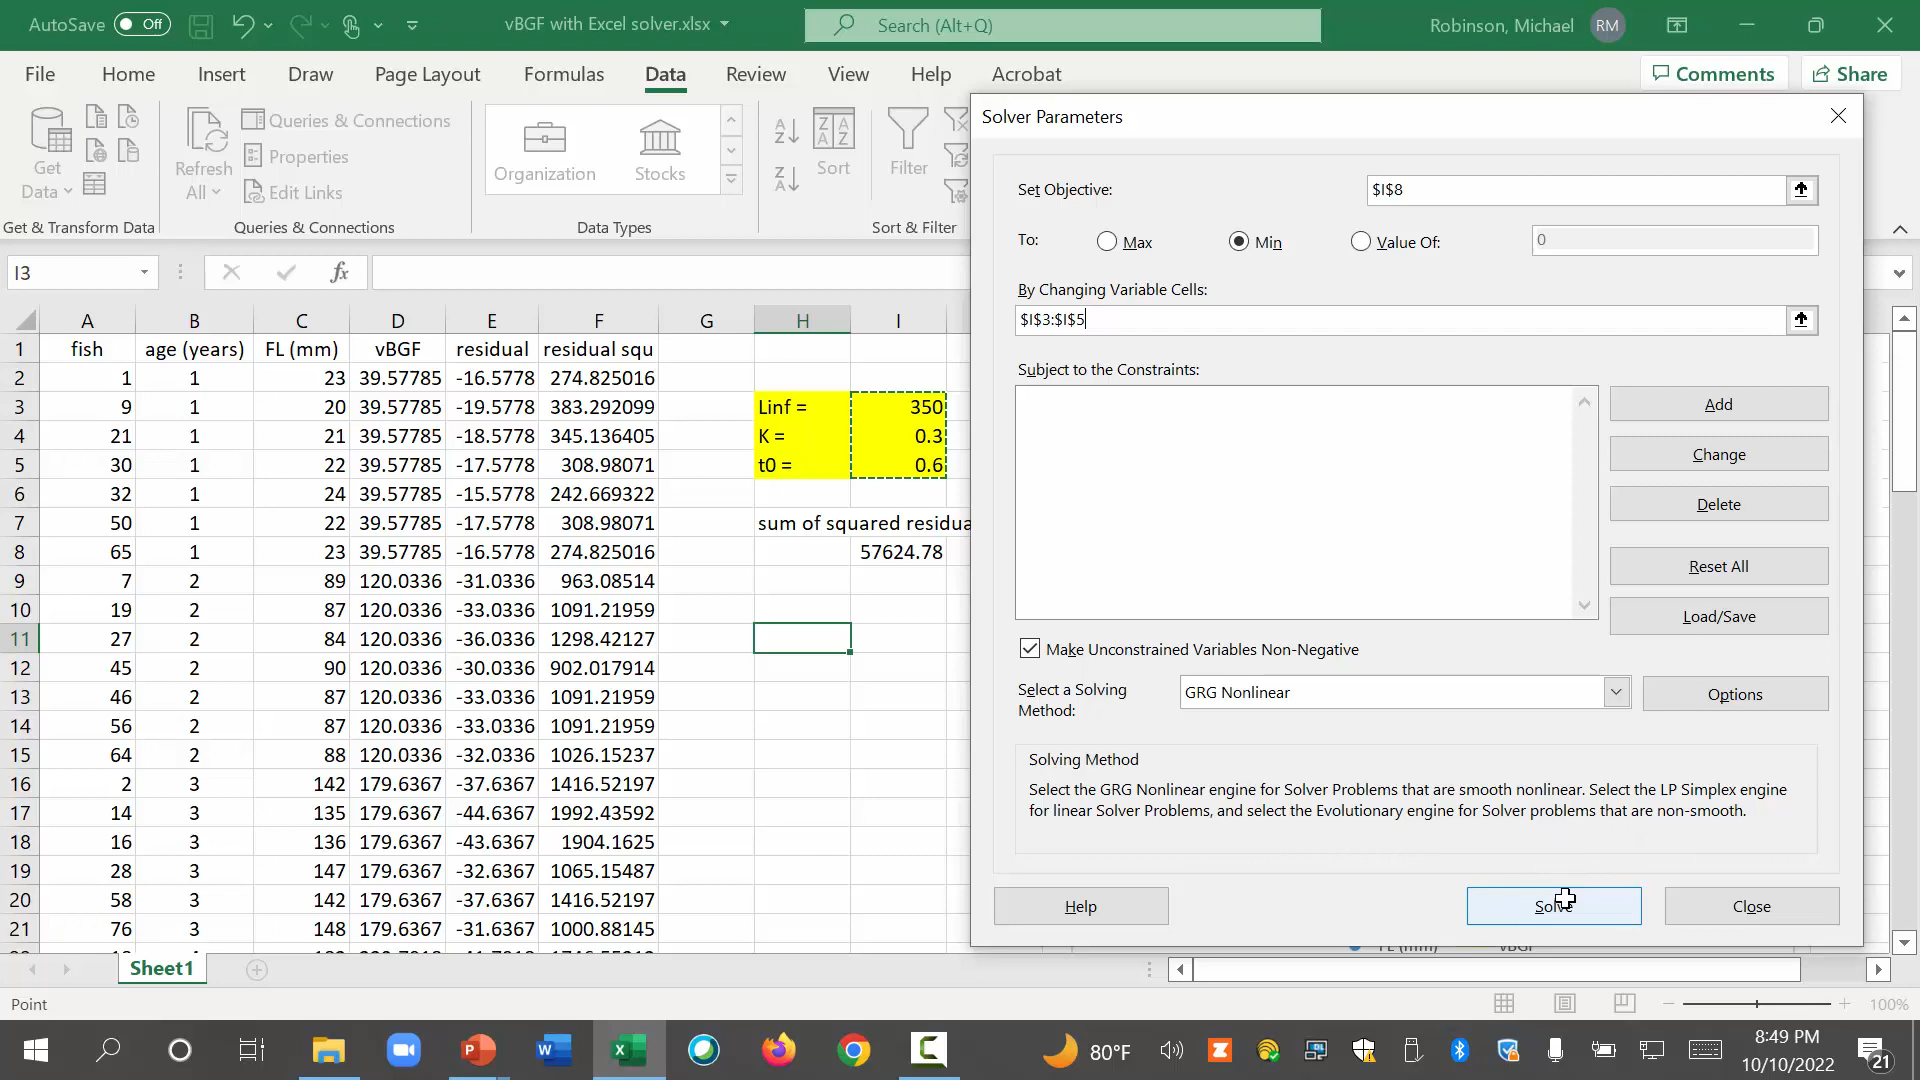 AutoSave Off vBGF with Excel solver.xlsx Search (Alt+Q) Robinson, Michael RM
File Home Insert Draw Page Layout Formulas Data Review View Help Acrobat Comments Share
Get Data
Refresh All
Queries & Connections
Properties
Edit Links
Organization Stocks
Sort
Filter
Get & Transform Data Queries & Connections Data Types Sort & Filter
I3 fx
A B C D E F G H I
1 fish age (years) FL (mm) vBGF residual residual squ
2 1 1 23 39.57785 -16.5778 274.825016
3 9 1 20 39.57785 -19.5778 383.292099 Linf = 350
4 21 1 21 39.57785 -18.5778 345.136405 K = 0.3
5 30 1 22 39.57785 -17.5778 308.98071 t0 = 0.6
6 32 1 24 39.57785 -15.5778 242.669322
7 50 1 22 39.57785 -17.5778 308.98071 sum of squared residua
8 65 1 23 39.57785 -16.5778 274.825016 57624.78
9 7 2 89 120.0336 -31.0336 963.08514
10 19 2 87 120.0336 -33.0336 1091.21959
11 27 2 84 120.0336 -36.0336 1298.42127
12 45 2 90 120.0336 -30.0336 902.017914
13 46 2 87 120.0336 -33.0336 1091.21959
14 56 2 87 120.0336 -33.0336 1091.21959
15 64 2 88 120.0336 -32.0336 1026.15237
16 2 3 142 179.6367 -37.6367 1416.52197
17 14 3 135 179.6367 -44.6367 1992.43592
18 16 3 136 179.6367 -43.6367 1904.1625
19 28 3 147 179.6367 -32.6367 1065.15487
20 58 3 142 179.6367 -37.6367 1416.52197
21 76 3 148 179.6367 -31.6367 1000.88145
Solver Parameters
Set Objective: $I$8
To: Max Min Value Of: 0
By Changing Variable Cells:
$I$3:$I$5
Subject to the Constraints:
Add
Change
Delete
Reset All
Load/Save
Make Unconstrained Variables Non-Negative
Select a Solving Method: GRG Nonlinear Options
Solving Method
Select the GRG Nonlinear engine for Solver Problems that are smooth nonlinear. Select the LP Simplex engine
for linear Solver Problems, and select the Evolutionary engine for Solver problems that are non-smooth.
Help Solve Close
FL (mm) vBGF
Sheet1
Point 100%
80°F 8:49 PM
10/10/2022 21